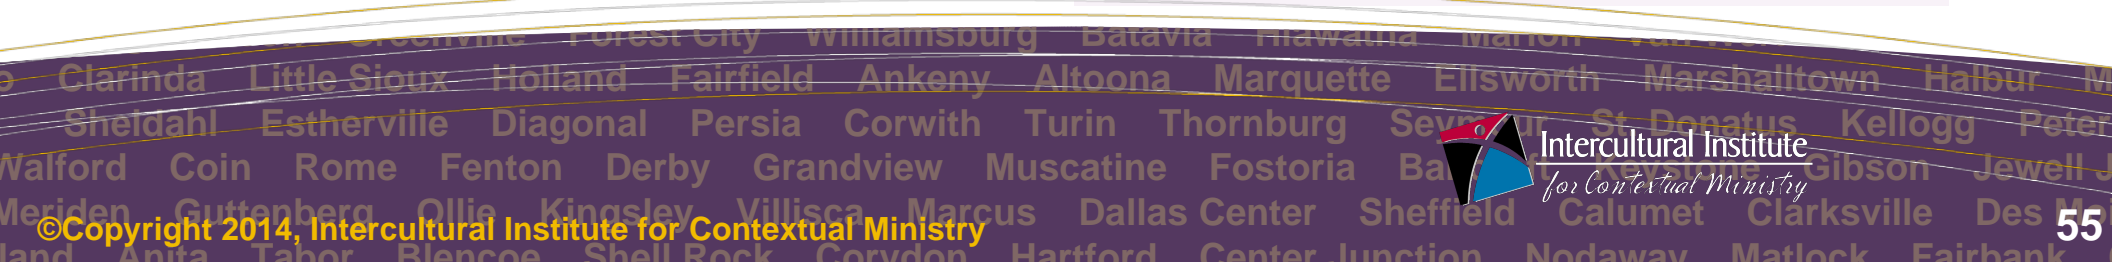 Greenville Forest City Williamsburg Batavia Hiawatha Marion
Clarinda Little Sioux Holland Fairfield Ankeny Altoona Marquette Ellsworth Marshalltown Halbur
Sheldahl Estherville Diagonal Persia Corwith Turin Thornburg Seymour St. Donatus Kellogg
Intercultural Institute
Walford Coin Rome Fenton Derby Grandview Muscatine Fostoria Keystone Gibson Jewell
for Contextual Ministry
Meriden Guttenberg Ollie Kingsley Villisca Marcus Dallas Center Sheffield Calumet Clarksville Des
©Copyright 2014, Intercultural Institute for Contextual Ministry
55
Anita Tabor Blencoe Shell Rock Corydon Hartford Center Junction Nodaway Matlock Fairbank